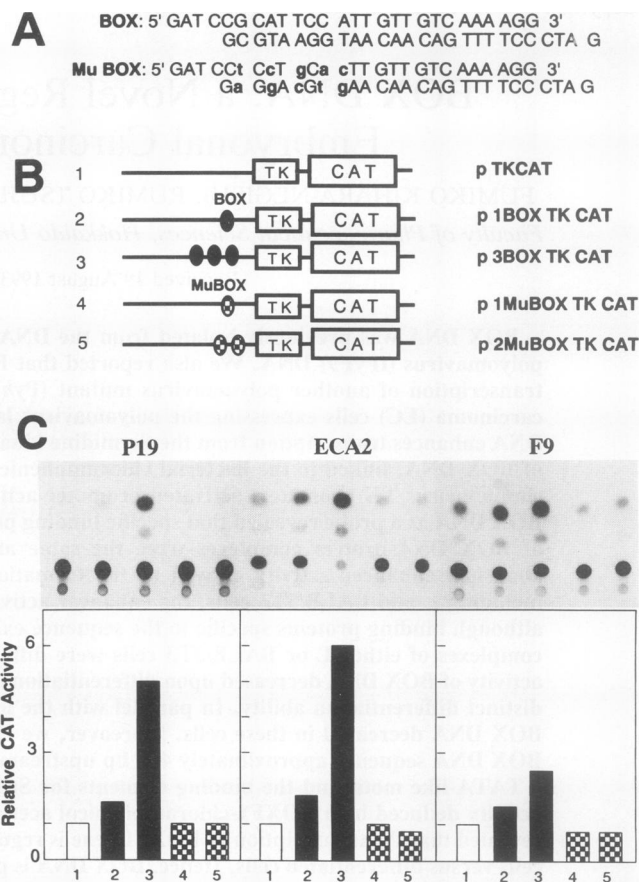 A
BOX: 5' GAT CCG CAT TCC ATT GTT GTC AAA AGG 3'
GC GTA AGG TAA CAA CAG TTT TCC CTA G
Mu BOX: 5' GAT CCt CcT gCa cTT GTT GTC AAA AGG 3'
Ga GgA cGt gAA CAA CAG TTT TCC CTA G
B
1 TK CAT p TKCAT
BOX
2 TK CAT p 1BOX TK CAT
3 TK CAT p 3BOX TK CAT
MuBOX
4 TK CAT p 1MuBOX TK CAT
5 TK CAT p 2MuBOX TK CAT
C
P19 ECA2 F9
Relative CAT Activity
6
3
0
1 2 3 4 5 1 2 3 4 5 1 2 3 4 5